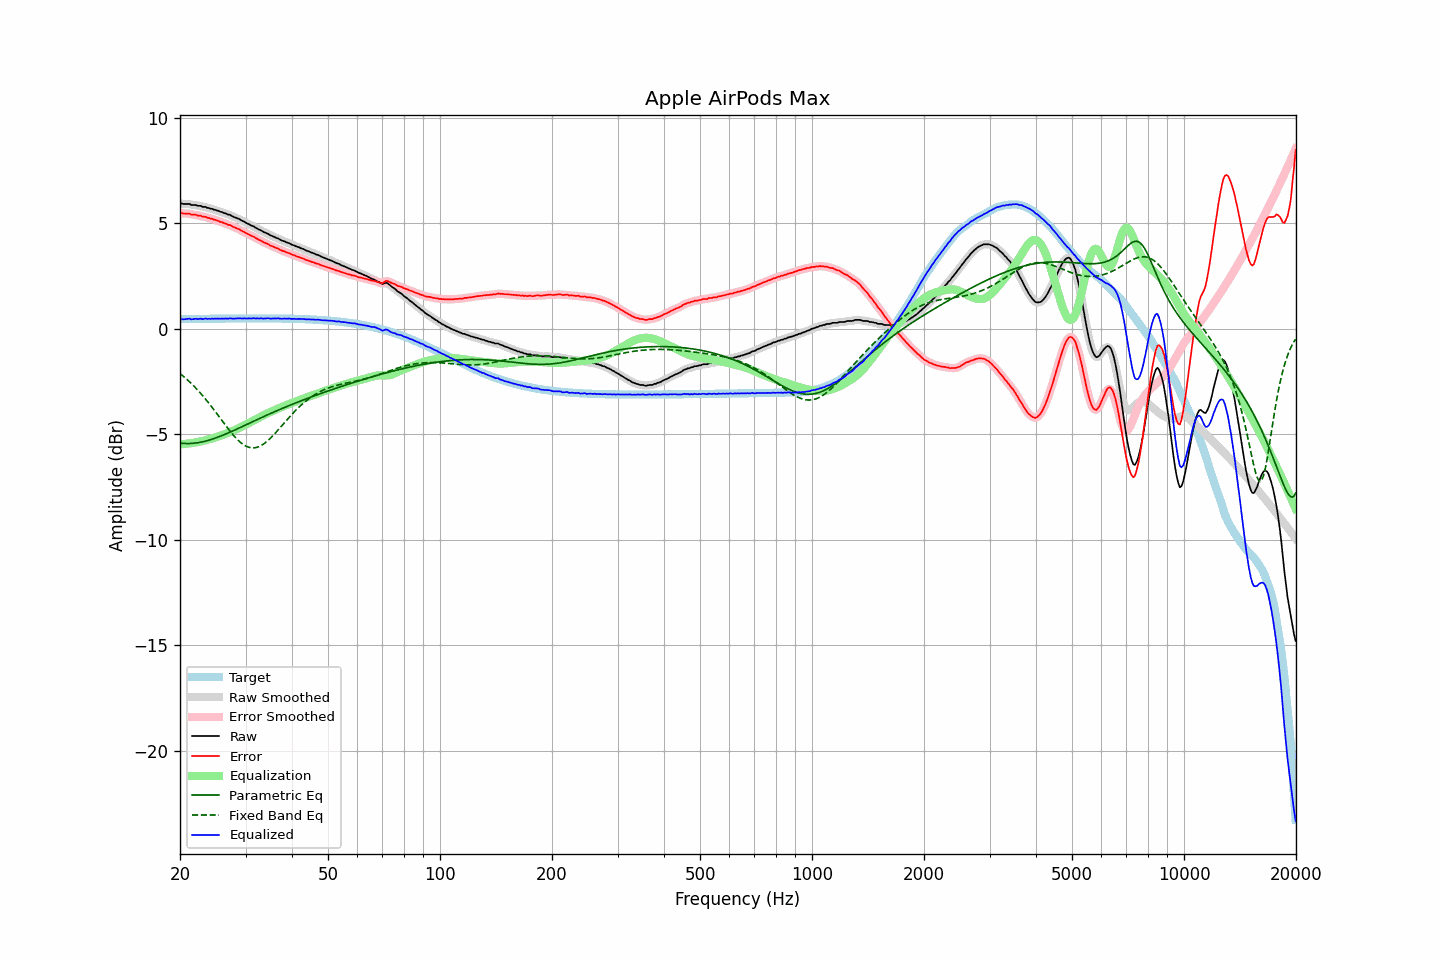 Apple AirPods Max
10
5
0
−5
−10
−15
−20
Amplitude (dBr)
Target
Raw Smoothed
Error Smoothed
Raw
Error
Equalization
Parametric Eq
Fixed Band Eq
Equalized
20 50 100 200 500 1000 2000 5000 10000 20000
Frequency (Hz)